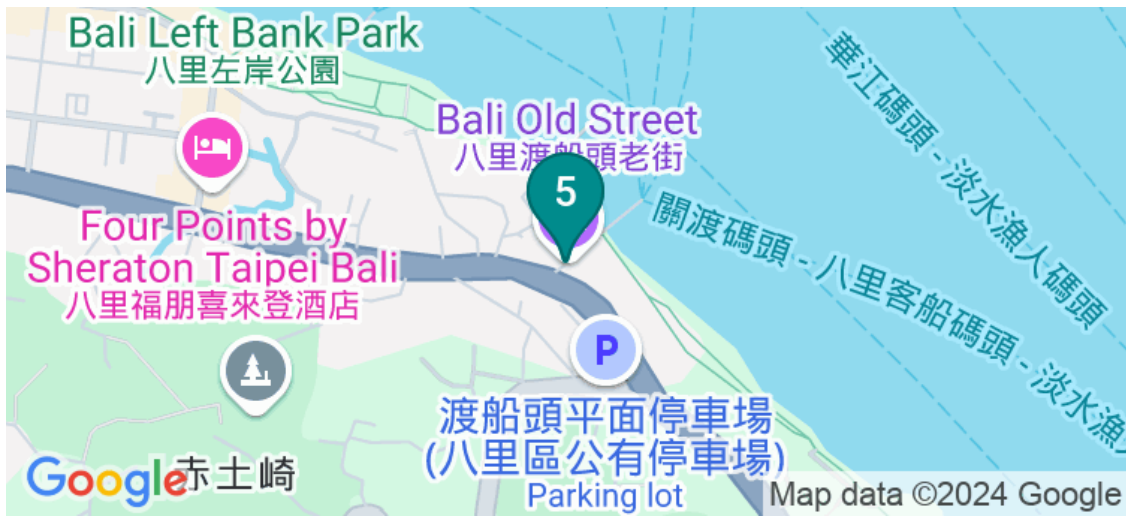 Bali Left Bank Park
八里左岸公園
華江碼頭 - 淡水漁人碼頭
Bali Old Street
八里渡船頭老街
5
關渡碼頭 - 八里客船碼頭 - 淡水漁
Four Points by
Sheraton Taipei Bali
八里福朋喜來登酒店
P
渡船頭平面停車場
(八里區公有停車場)
Parking lot
Google
赤土崎
Map data ©2024 Google